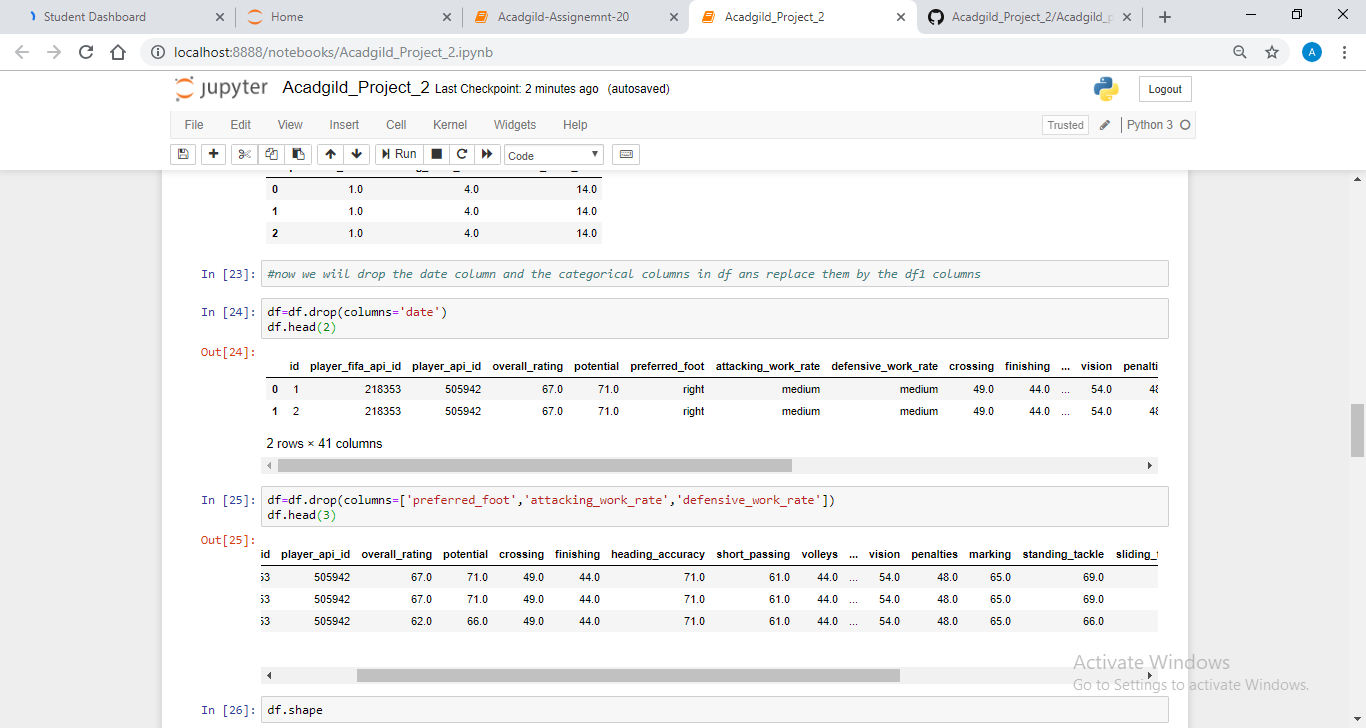 Student Dashboard
Home
Acadgild-Assignemnt-20
Acadgild_Project_2
Acadgild_Project_2/Acadgild_p
localhost:8888/notebooks/Acadgild_Project_2.ipynb
A
jupyter Acadgild_Project_2 Last Checkpoint: 2 minutes ago (autosaved)
Logout
File Edit View Insert Cell Kernel Widgets Help
Trusted Python 3
Run Code
0 1.0 4.0 14.0
1 1.0 4.0 14.0
2 1.0 4.0 14.0
In [23]: #now we wiil drop the date column and the categorical columns in df ans replace them by the df1 columns
In [24]: df=df.drop(columns='date')
df.head(2)
Out[24]:
id player_fifa_api_id player_api_id overall_rating potential preferred_foot attacking_work_rate defensive_work_rate crossing finishing ... vision penalti
0 1 218353 505942 67.0 71.0 right medium medium 49.0 44.0 ... 54.0 48
1 2 218353 505942 67.0 71.0 right medium medium 49.0 44.0 ... 54.0 48
2 rows × 41 columns
In [25]: df=df.drop(columns=['preferred_foot','attacking_work_rate','defensive_work_rate'])
df.head(3)
Out[25]:
id player_api_id overall_rating potential crossing finishing heading_accuracy short_passing volleys ... vision penalties marking standing_tackle sliding_t
53 505942 67.0 71.0 49.0 44.0 71.0 61.0 44.0 ... 54.0 48.0 65.0 69.0
53 505942 67.0 71.0 49.0 44.0 71.0 61.0 44.0 ... 54.0 48.0 65.0 69.0
53 505942 62.0 66.0 49.0 44.0 71.0 61.0 44.0 ... 54.0 48.0 65.0 66.0
Activate Windows
Go to Settings to activate Windows.
In [26]: df.shape